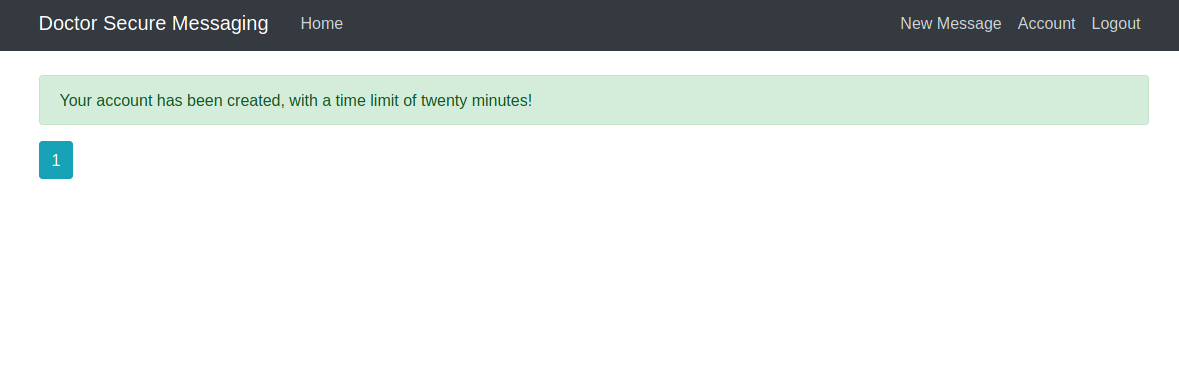 Doctor Secure Messaging Home New Message Account Logout
Your account has been created, with a time limit of twenty minutes!
1